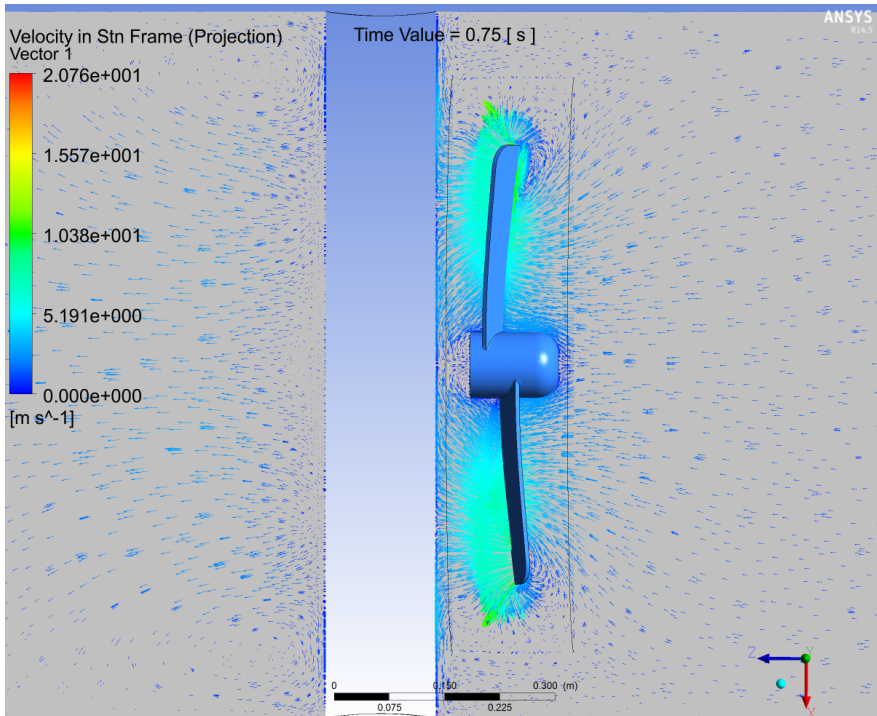 ANSYS
R14.5
Velocity in Stn Frame (Projection)
Vector 1
Time Value = 0.75 [ s ]
2.076e+001
1.557e+001
1.038e+001
5.191e+000
0.000e+000
[m s^-1]
0 0.150 0.300 (m)
0.075 0.225
Z Y
X